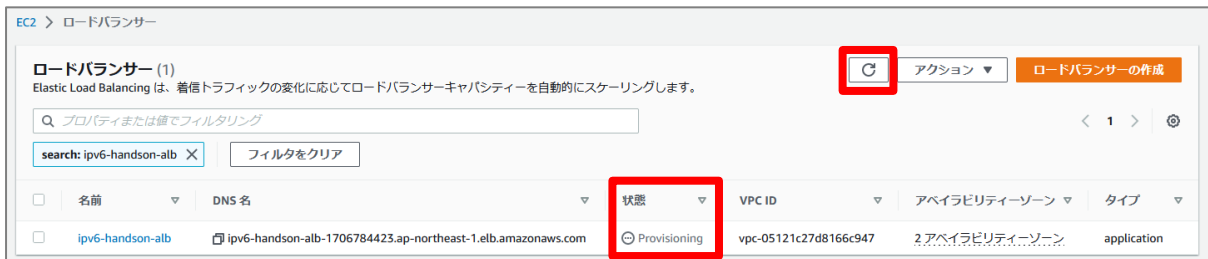 EC2 > ロードバランサー
ロードバランサー (1)
Elastic Load Balancing は、着信トラフィックの変化に応じてロードバランサーキャパシティーを自動的にスケーリングします。
アクション ▼
ロードバランサーの作成
プロパティまたは値でフィルタリング
< 1 >
search: ipv6-handson-alb ×
フィルタをクリア
名前 DNS 名 状態 VPC ID アベイラビリティーゾーン タイプ
ipv6-handson-alb ipv6-handson-alb-1706784423.ap-northeast-1.elb.amazonaws.com Provisioning vpc-05121c27d8166c947 2 アベイラビリティーゾーン application